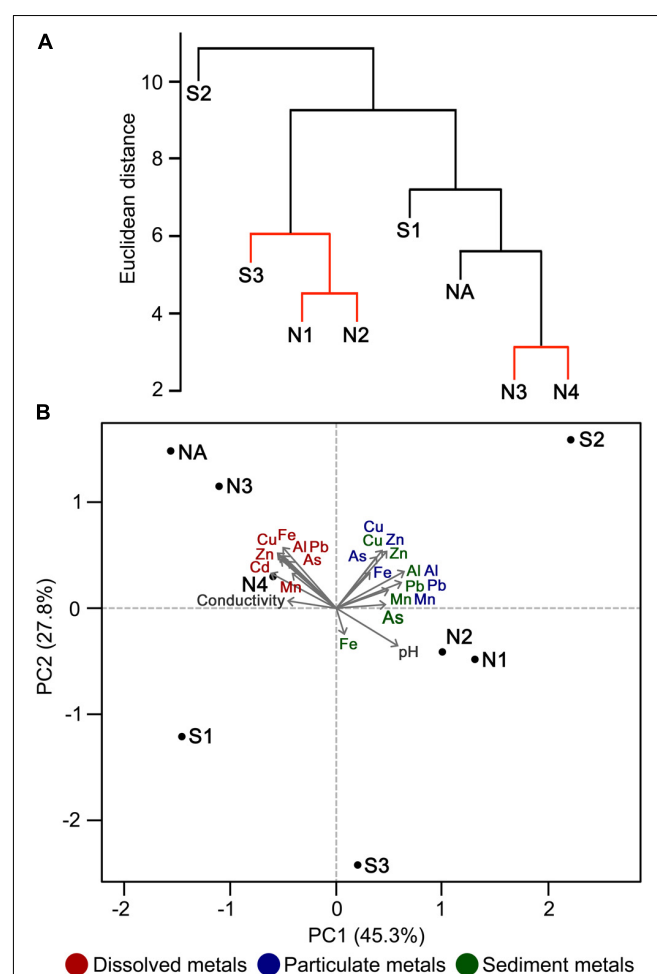 A
Euclidean distance
10
8
6
4
2
S2
S1
S3
NA
N1 N2
N3 N4
B
PC2 (27.8%)
1
0
-1
-2
S2
NA
N3
Cu
Cu Fe Cu Zn
Al Pb
Zn As As Zn
Cd Fe Al Al
N4 Mn Pb Pb
Conductivity Mn Mn
As
Fe pH
N2
N1
S1
S3
-2 -1 0 1 2
PC1 (45.3%)
Dissolved metals Particulate metals Sediment metals